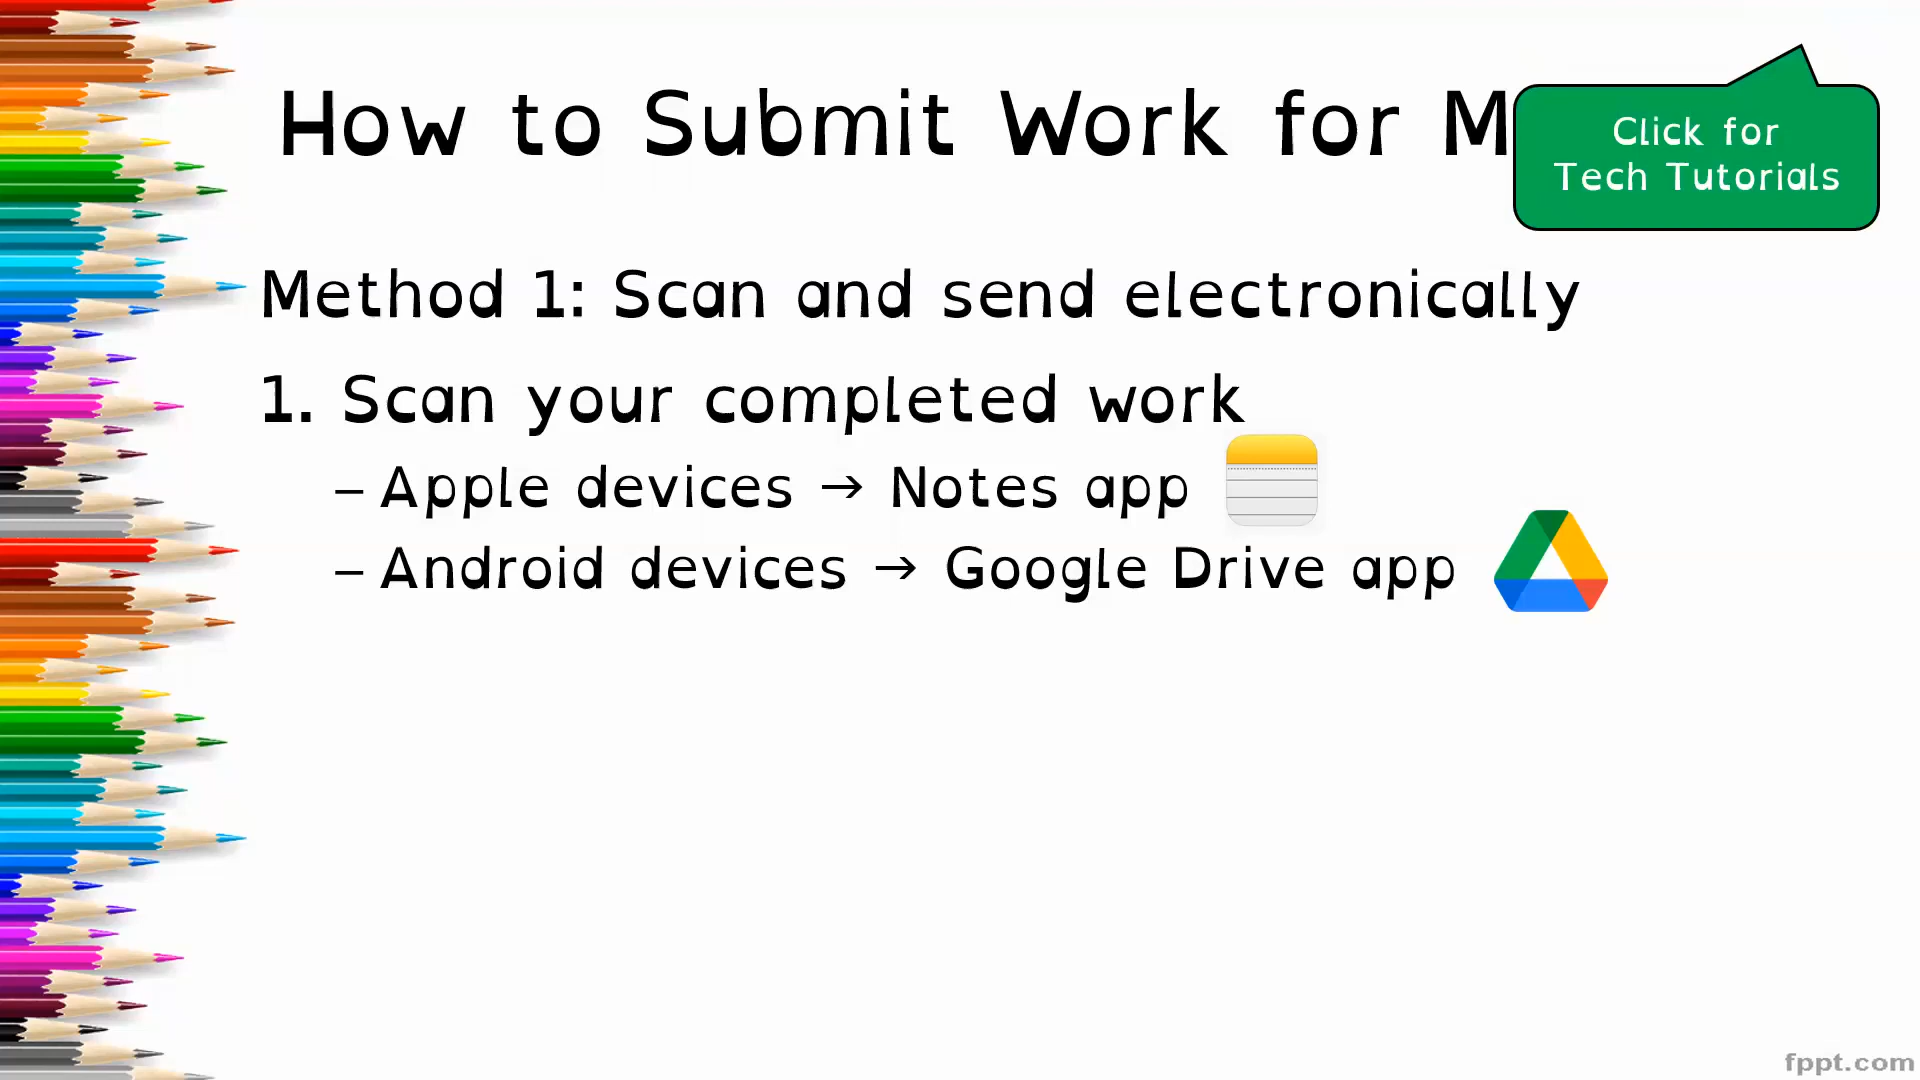 How to Submit Work for M
Click for
Tech Tutorials
Method 1: Scan and send electronically
1. Scan your completed work
– Apple devices → Notes app
– Android devices → Google Drive app
fppt.com